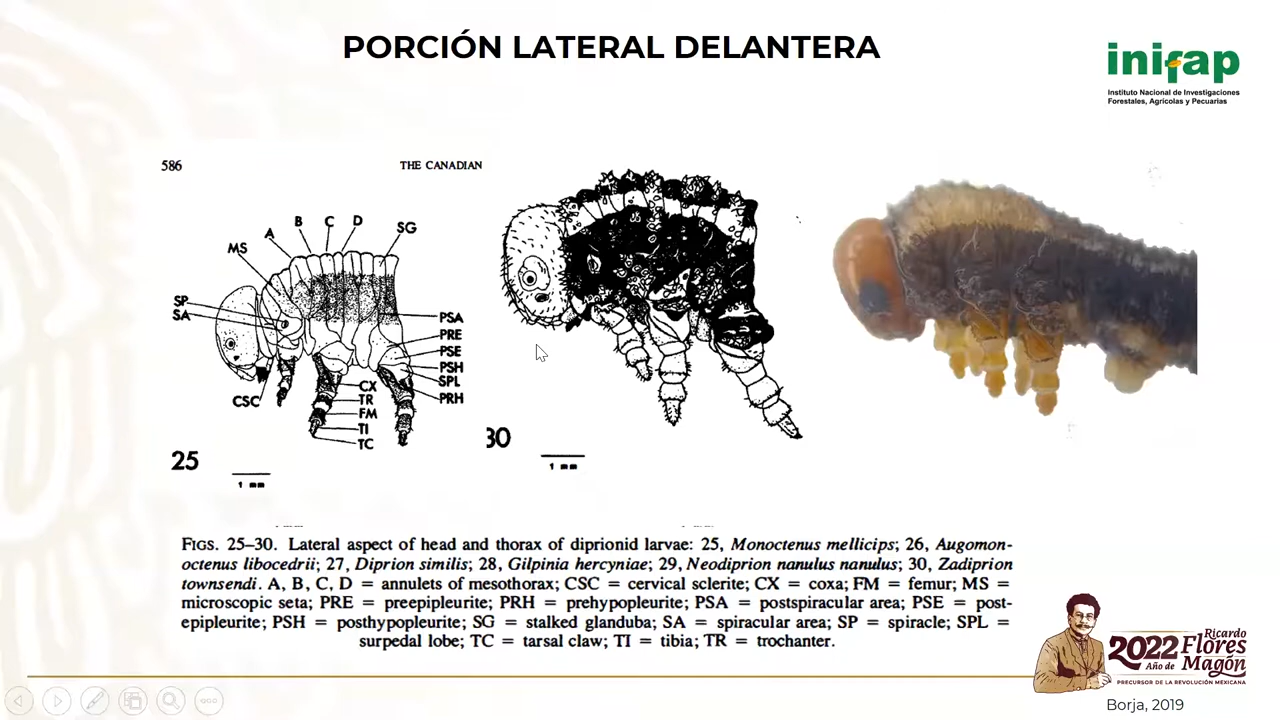 PORCIÓN LATERAL DELANTERA
inifap
Instituto Nacional de Investigaciones
Forestales, Agrícolas y Pecuarias
586
THE CANADIAN
B C D
A SG
MS
SP
SA
PSA
PRE
PSE
PSH
SPL
PRH
CSC
CX
TR
FM
TI
TC
25
1 mm
30
1 mm
FIGS. 25–30. Lateral aspect of head and thorax of diprionid larvae: 25, Monoctenus mellicips; 26, Augomon-
octenus libocedrii; 27, Diprion similis; 28, Gilpinia hercyniae; 29, Neodiprion nanulus nanulus; 30, Zadiprion
townsendi. A, B, C, D = annulets of mesothorax; CSC = cervical sclerite; CX = coxa; FM = femur; MS =
microscopic seta; PRE = preepipleurite; PRH = prehypopleurite; PSA = postspiracular area; PSE = post-
epipleurite; PSH = posthypopleurite; SG = stalked glanduba; SA = spiracular area; SP = spiracle; SPL =
surpedal lobe; TC = tarsal claw; TI = tibia; TR = trochanter.
2022 Ricardo
Año de Flores
Magón
PRECURSOR DE LA REVOLUCIÓN MEXICANA
Borja, 2019